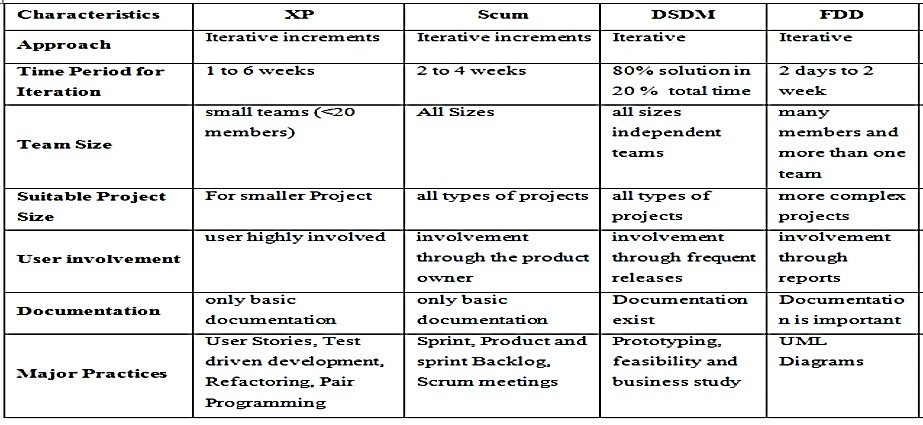 Characteristics XP Scum DSDM FDD
Approach Iterative increments Iterative increments Iterative Iterative
Time Period for Iteration 1 to 6 weeks 2 to 4 weeks 80% solution in 20 % total time 2 days to 2 week
Team Size small teams (<20 members) All Sizes all sizes independent teams many members and more than one team
Suitable Project Size For smaller Project all types of projects all types of projects more complex projects
User involvement user highly involved involvement through the product owner involvement through frequent releases involvement through reports
Documentation only basic documentation only basic documentation Documentation exist Documentatio n is important
Major Practices User Stories, Test driven development, Refactoring, Pair Programming Sprint, Product and sprint Backlog, Scrum meetings Prototyping, feasibility and business study UML Diagrams